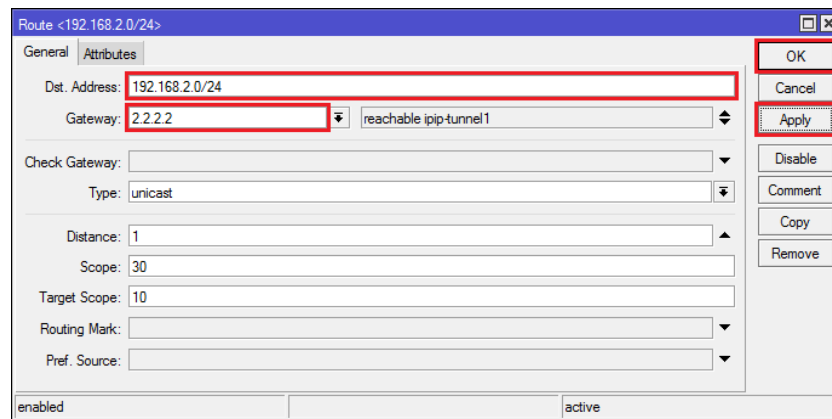 Route <192.168.2.0/24>
General Attributes
OK
Dst. Address: 192.168.2.0/24
Cancel
Gateway: 2.2.2.2 reachable ipip-tunnel1
Apply
Check Gateway:
Disable
Type: unicast
Comment
Copy
Distance: 1
Remove
Scope: 30
Target Scope: 10
Routing Mark:
Pref. Source:
enabled active